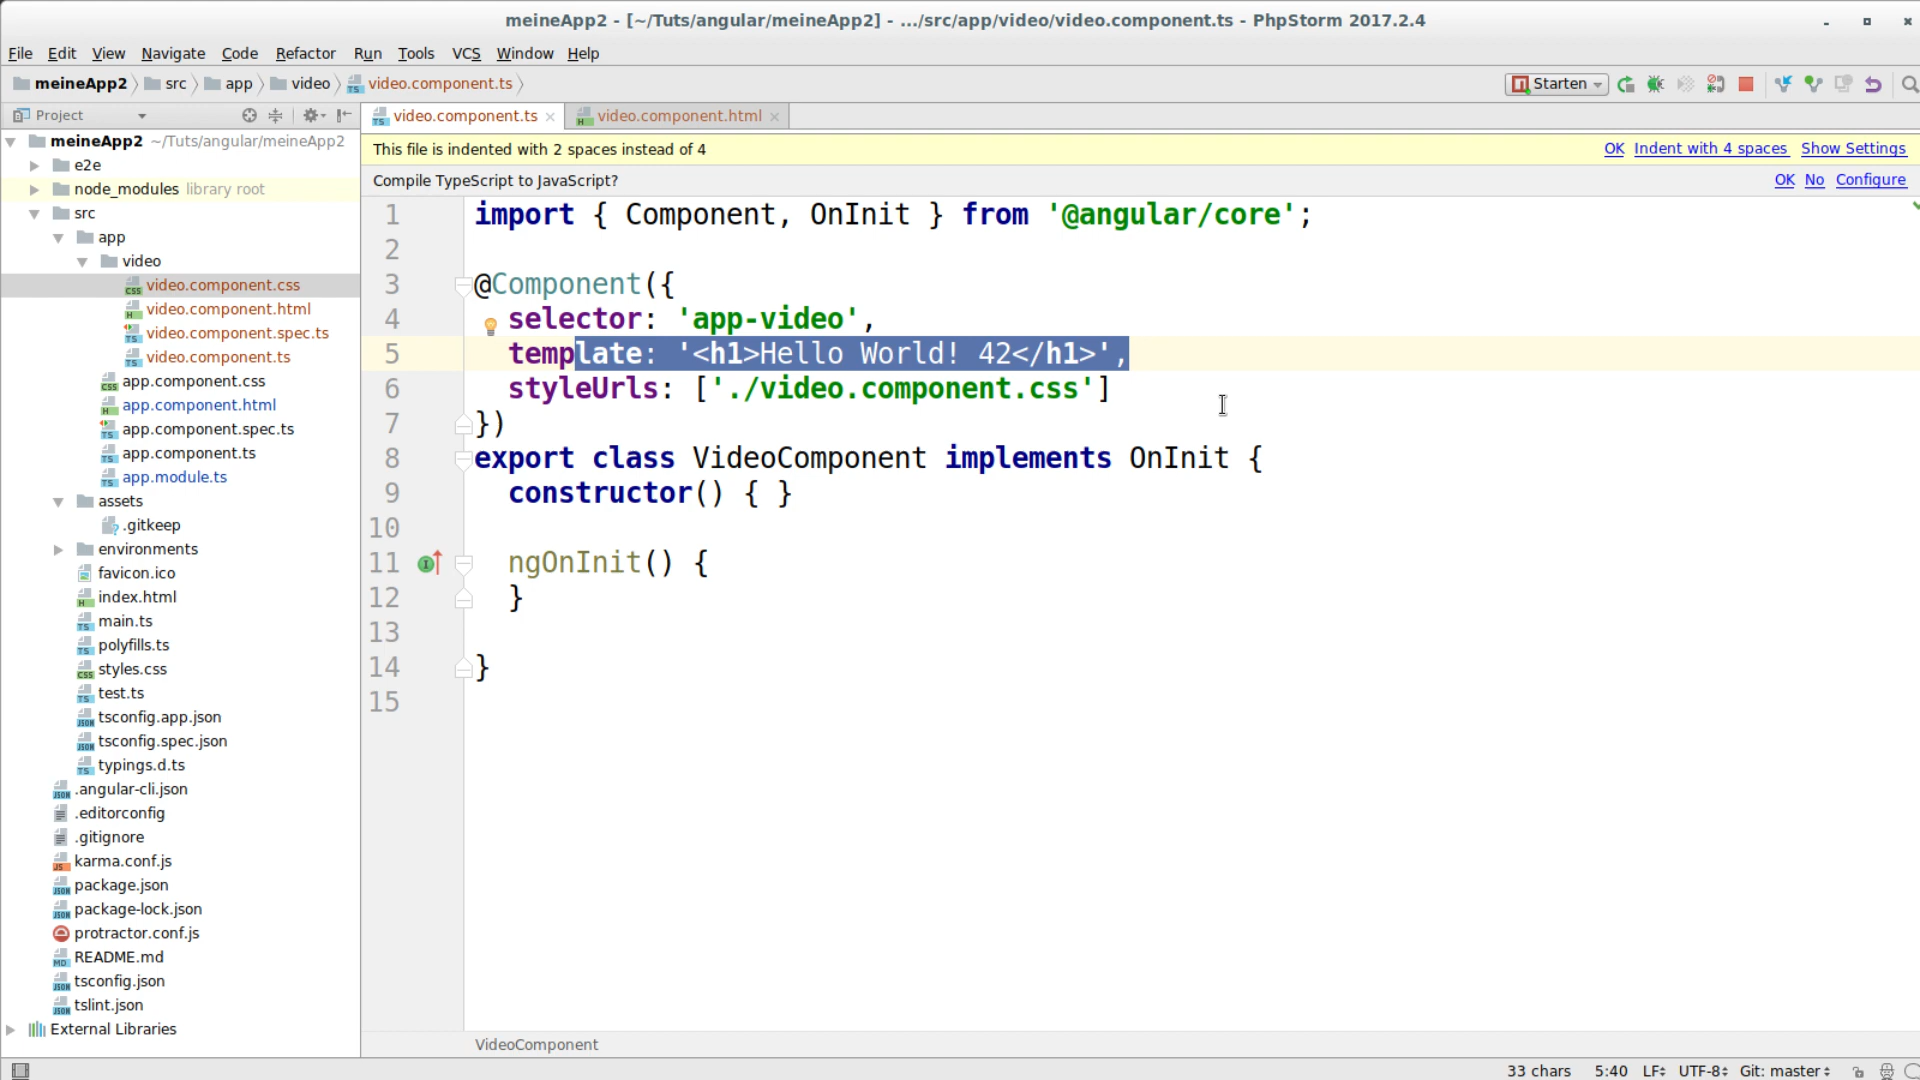 meineApp2 - [~/Tuts/angular/meineApp2] - .../src/app/video/video.component.ts - PhpStorm 2017.2.4
File Edit View Navigate Code Refactor Run Tools VCS Window Help
meineApp2 src app video video.component.ts Starten
Project video.component.ts video.component.html
meineApp2 ~/Tuts/angular/meineApp2
e2e
node_modules library root
src
app
video
video.component.css
video.component.html
video.component.spec.ts
video.component.ts
app.component.css
app.component.html
app.component.spec.ts
app.component.ts
app.module.ts
assets
.gitkeep
environments
favicon.ico
index.html
main.ts
polyfills.ts
styles.css
test.ts
tsconfig.app.json
tsconfig.spec.json
typings.d.ts
.angular-cli.json
.editorconfig
.gitignore
karma.conf.js
package.json
package-lock.json
protractor.conf.js
README.md
tsconfig.json
tslint.json
External Libraries
This file is indented with 2 spaces instead of 4 OK Indent with 4 spaces Show Settings
Compile TypeScript to JavaScript? OK No Configure
1 import { Component, OnInit } from '@angular/core';
2
3 @Component({
4 selector: 'app-video',
5 template: '<h1>Hello World! 42</h1>',
6 styleUrls: ['./video.component.css']
7 })
8 export class VideoComponent implements OnInit {
9 constructor() { }
10
11 ngOnInit() {
12 }
13
14 }
15
VideoComponent
33 chars 5:40 LF UTF-8 Git: master